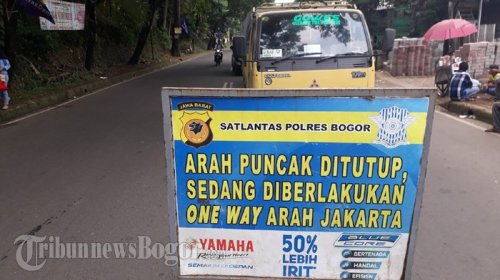 JAWA BARAT
SATLANTAS POLRES BOGOR
ARAH PUNCAK DITUTUP,
SEDANG DIBERLAKUKAN
ONE WAY ARAH JAKARTA
YAMAHA
Semakin di Depan
50%
LEBIH
IRIT
BLUE
CORE
BERTENAGA
HANDAL
EFISIEN
TribunnewsBogor